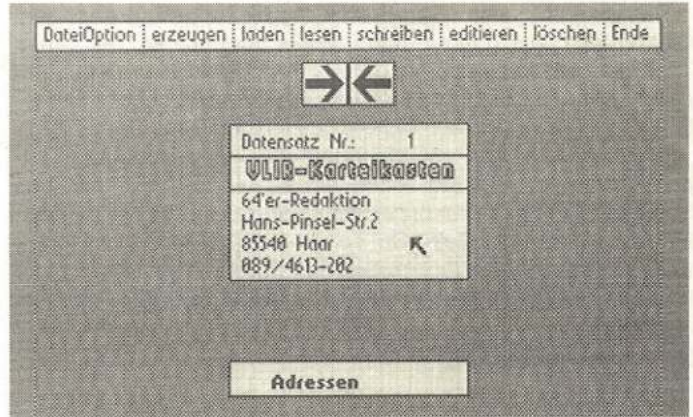 DateiOption erzeugen laden lesen schreiben editieren löschen Ende
Datensatz Nr.: 1
VLIR-Karteikasten
64'er-Redaktion
Hans-Pinsel-Str.2
85540 Haar
089/4613-202
Adressen